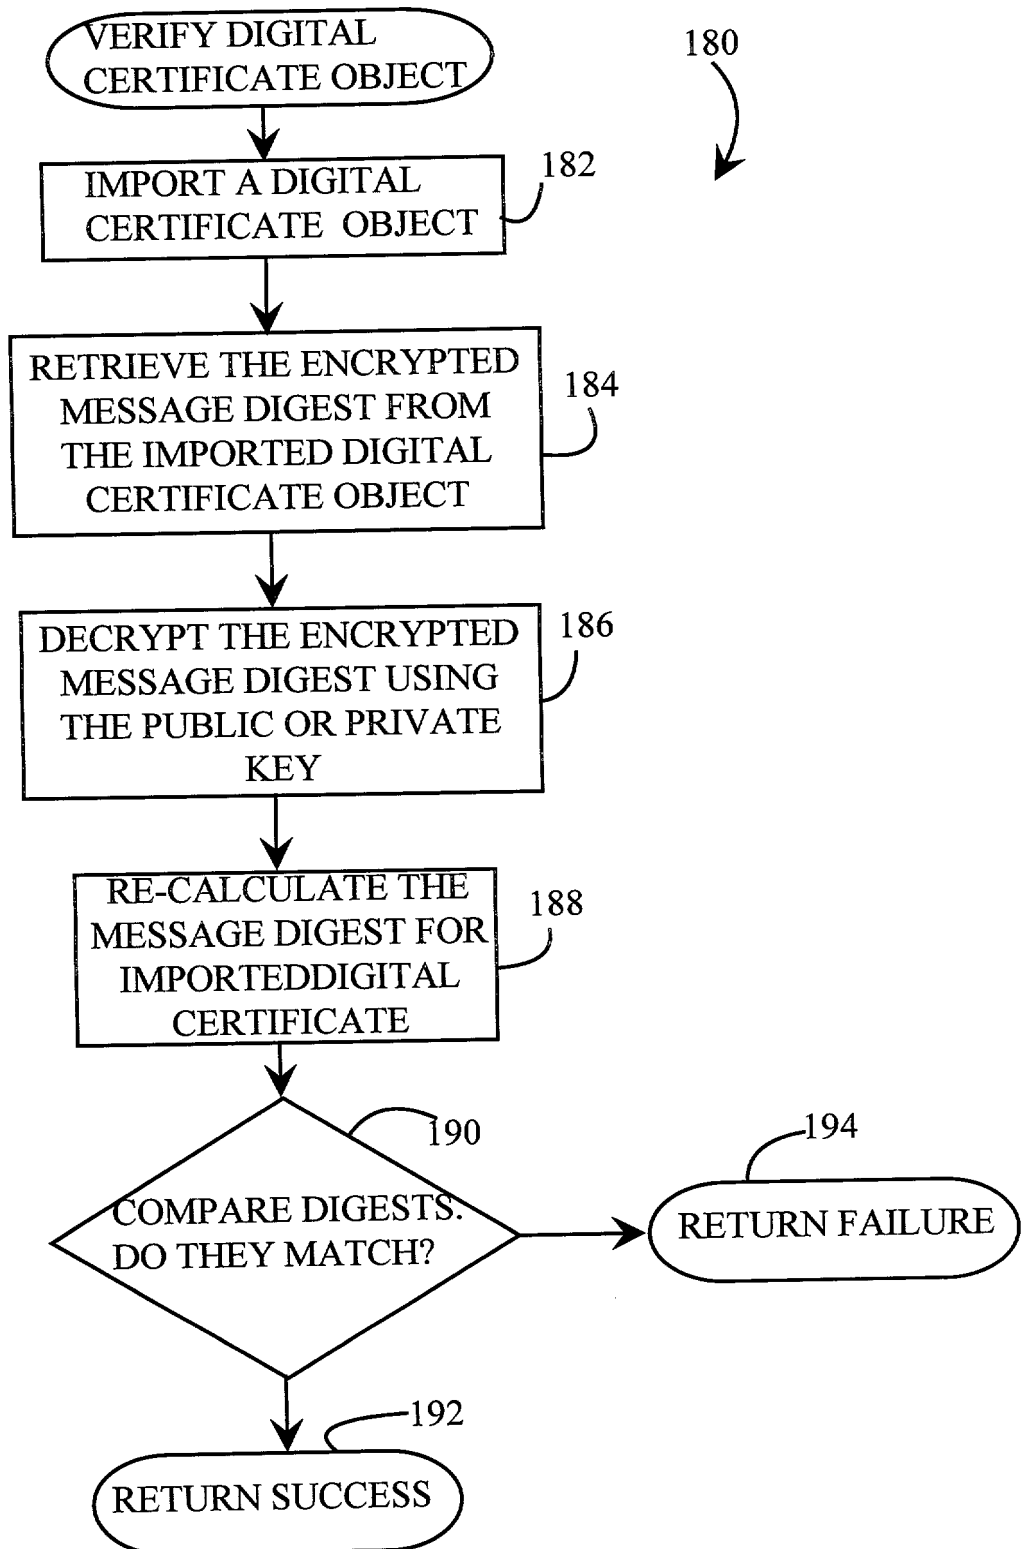 VERIFY DIGITAL
CERTIFICATE OBJECT
180
IMPORT A DIGITAL
CERTIFICATE OBJECT
182
RETRIEVE THE ENCRYPTED
MESSAGE DIGEST FROM
THE IMPORTED DIGITAL
CERTIFICATE OBJECT
184
DECRYPT THE ENCRYPTED
MESSAGE DIGEST USING
THE PUBLIC OR PRIVATE
KEY
186
RE-CALCULATE THE
MESSAGE DIGEST FOR
IMPORTEDDIGITAL
CERTIFICATE
188
190
COMPARE DIGESTS.
DO THEY MATCH?
194
RETURN FAILURE
192
RETURN SUCCESS